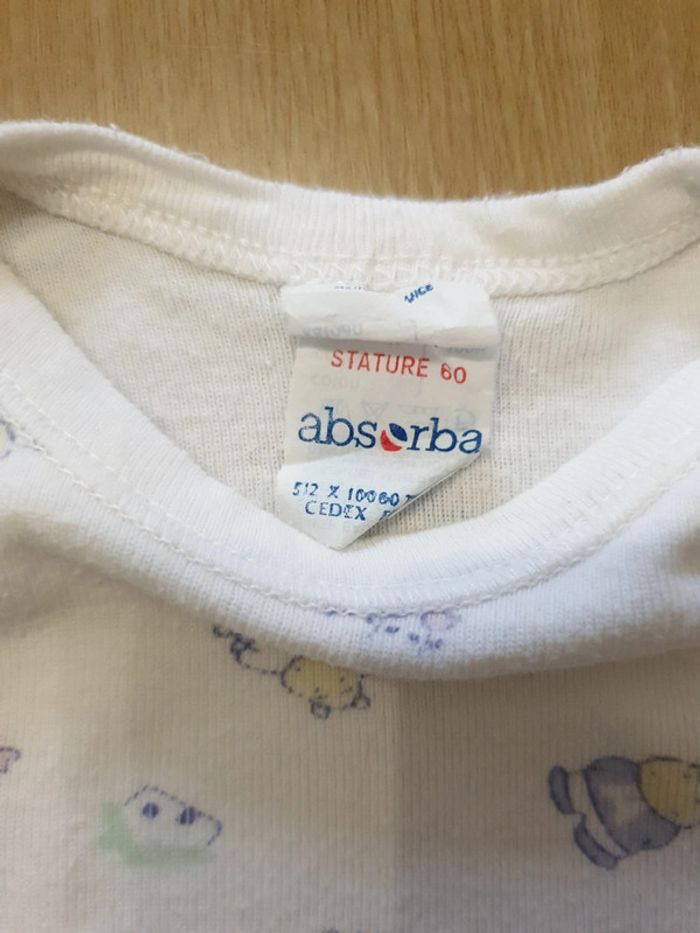 STATURE 60
absorba
512 X 10060
CEDEX